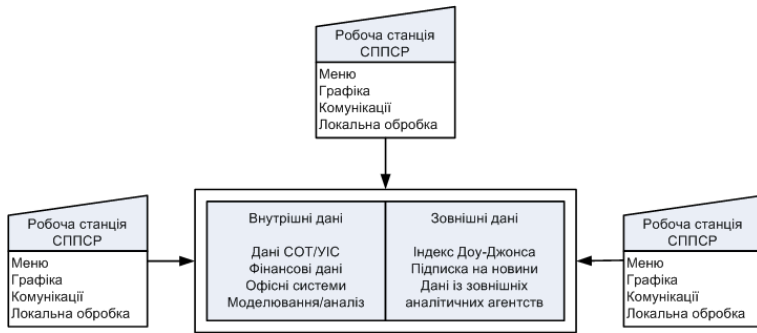 Робоча станція
СППСР
Меню
Графіка
Комунікації
Локальна обробка
Робоча станція
СППСР
Меню
Графіка
Комунікації
Локальна обробка
Внутрішні дані
Дані СОТ/УІС
Фінансові дані
Офісні системи
Моделювання/аналіз
Зовнішні дані
Індекс Доу-Джонса
Підписка на новини
Дані із зовнішніх
аналітичних агентств
Робоча станція
СППСР
Меню
Графіка
Комунікації
Локальна обробка